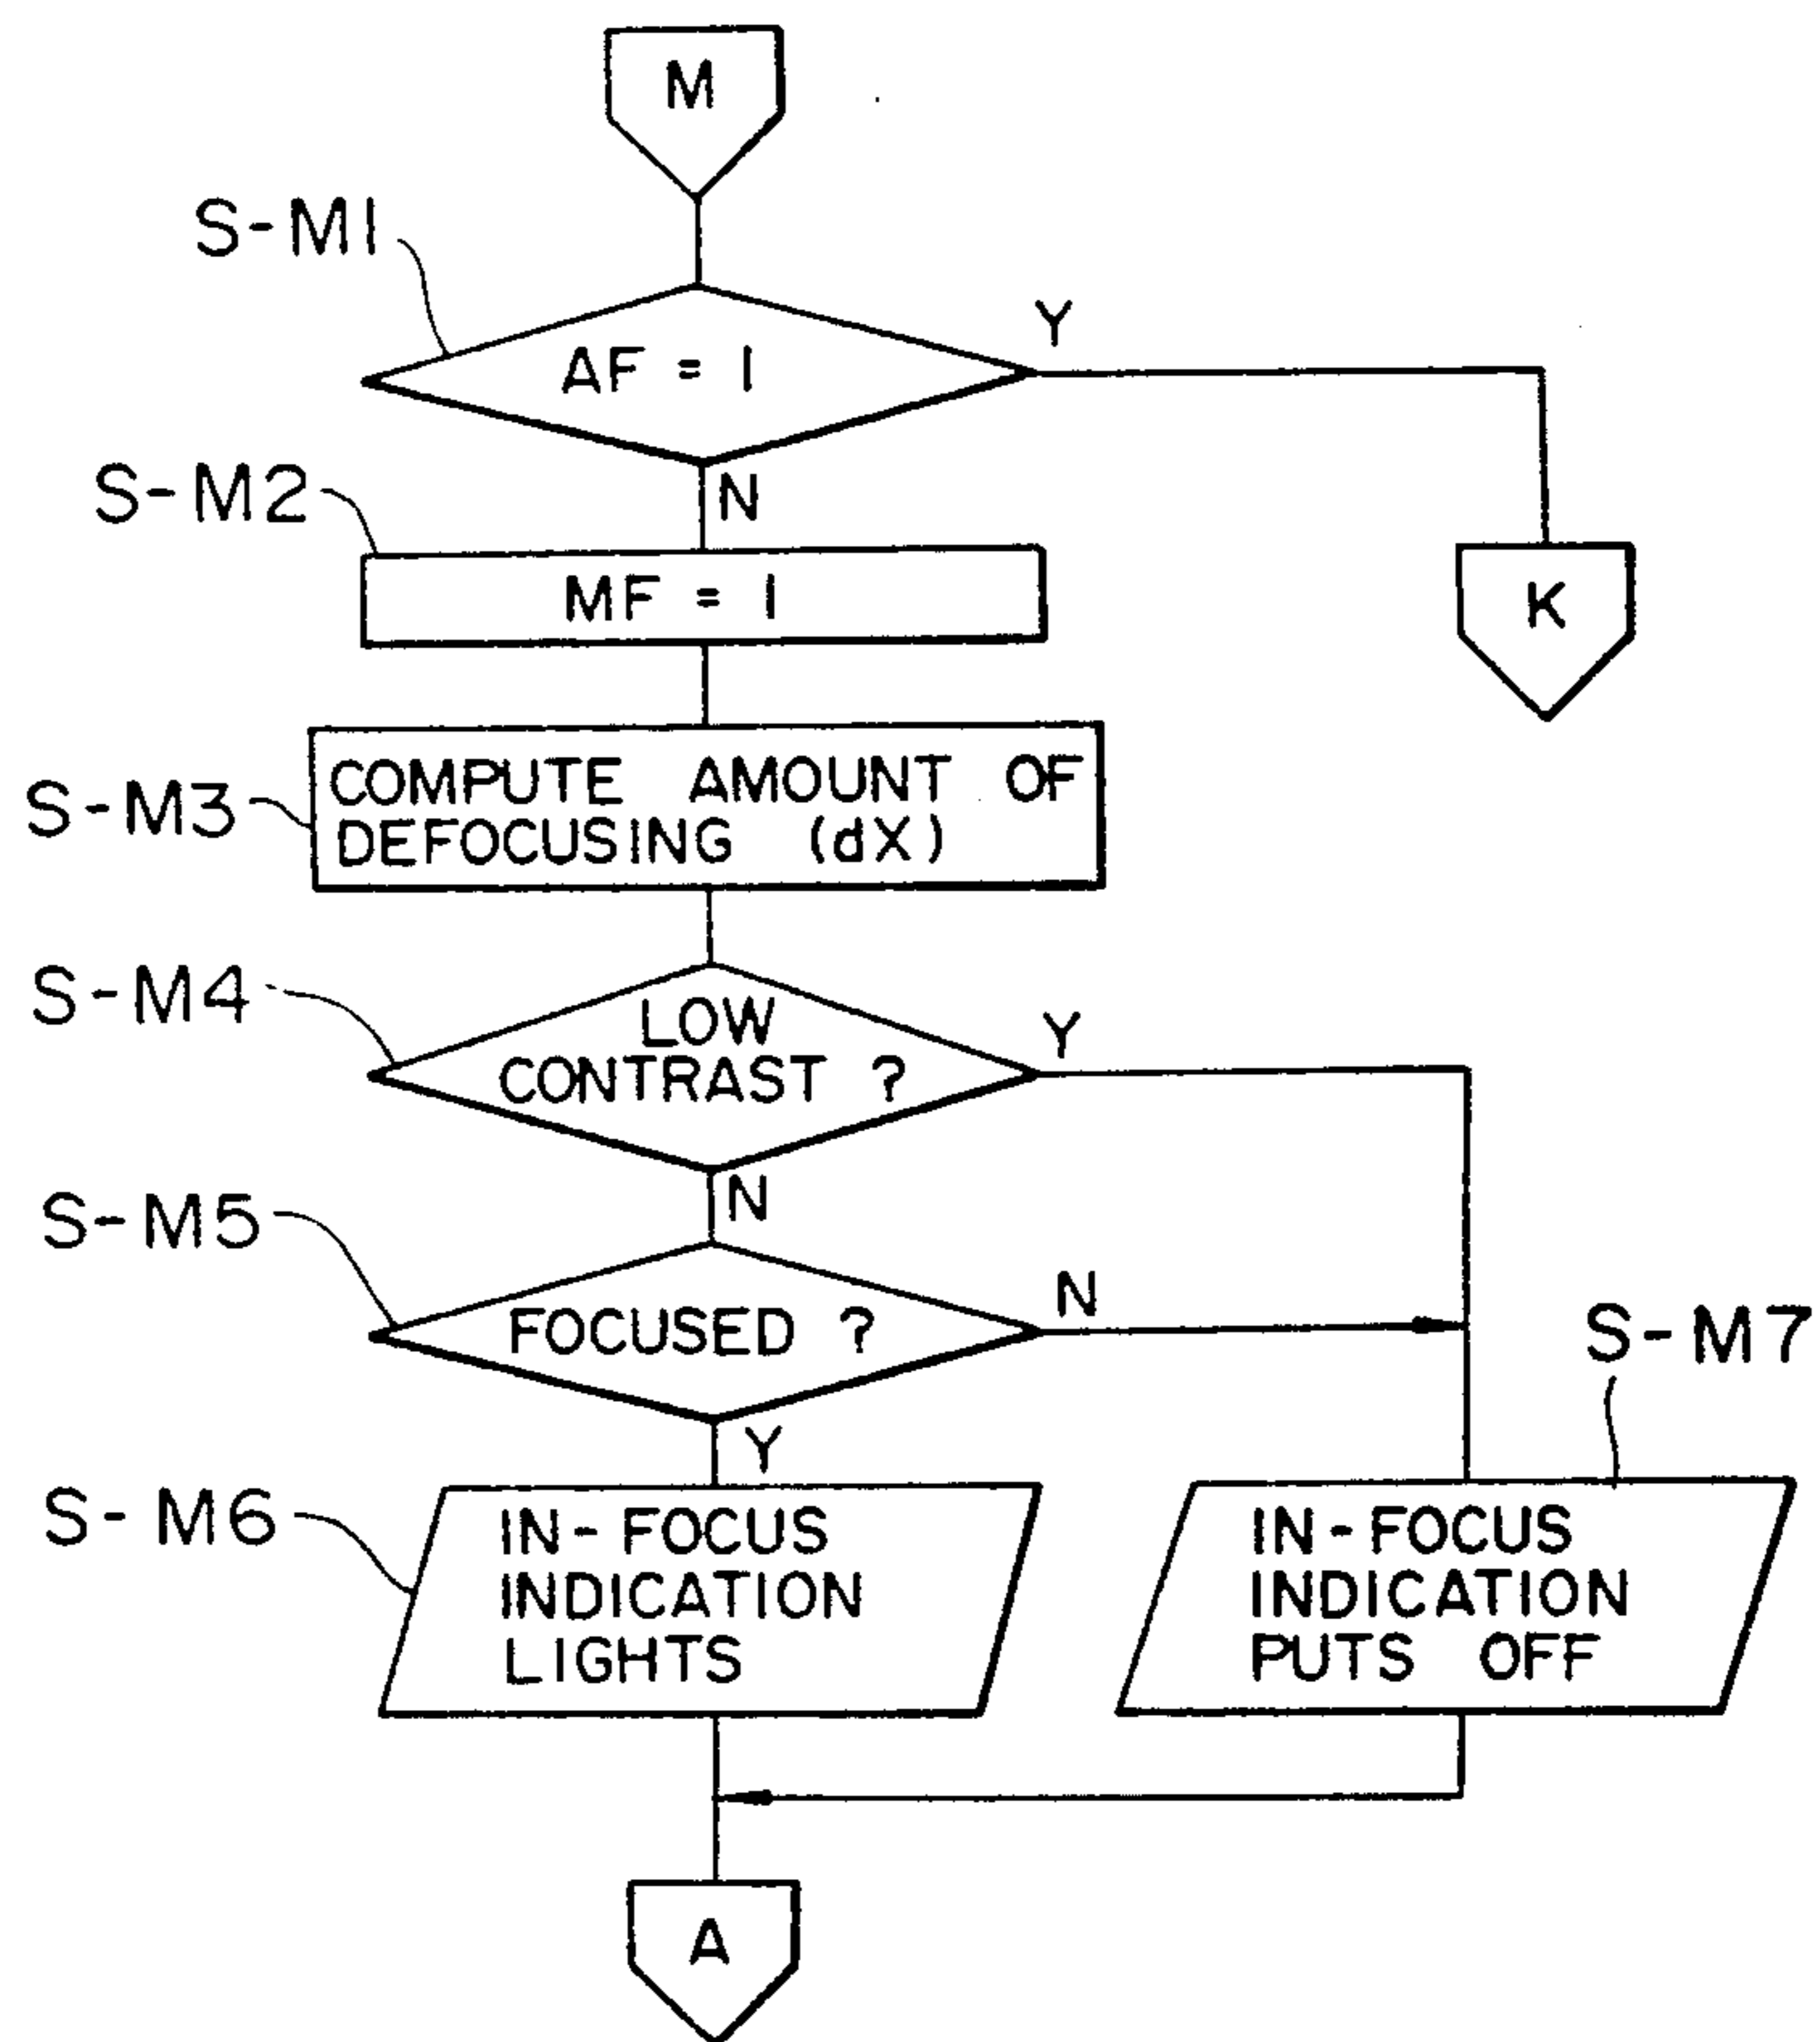 M
S-M1
AF = 1
Y
N
S-M2
MF = 1
K
S-M3
COMPUTE AMOUNT OF
DEFOCUSING (dX)
S-M4
LOW
CONTRAST ?
Y
N
S-M5
FOCUSED ?
N
Y
S-M7
S-M6
IN-FOCUS
INDICATION
LIGHTS
IN-FOCUS
INDICATION
PUTS OFF
A